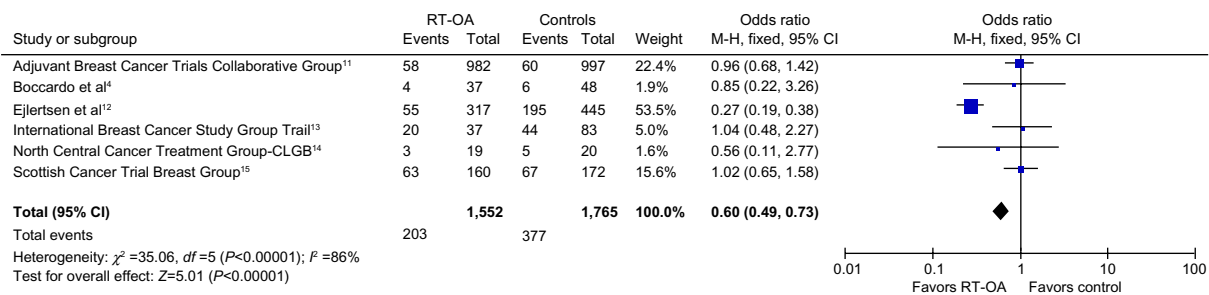 RT-OA Controls Odds ratio Odds ratio
Study or subgroup Events Total Events Total Weight M-H, fixed, 95% CI M-H, fixed, 95% CI
Adjuvant Breast Cancer Trials Collaborative Group¹¹ 58 982 60 997 22.4% 0.96 (0.68, 1.42)
Boccardo et al⁴ 4 37 6 48 1.9% 0.85 (0.22, 3.26)
Ejlertsen et al¹² 55 317 195 445 53.5% 0.27 (0.19, 0.38)
International Breast Cancer Study Group Trail¹³ 20 37 44 83 5.0% 1.04 (0.48, 2.27)
North Central Cancer Treatment Group-CLGB¹⁴ 3 19 5 20 1.6% 0.56 (0.11, 2.77)
Scottish Cancer Trial Breast Group¹⁵ 63 160 67 172 15.6% 1.02 (0.65, 1.58)
Total (95% CI) 1,552 1,765 100.0% 0.60 (0.49, 0.73)
Total events 203 377
Heterogeneity: χ² =35.06, df =5 (P<0.00001); I² =86%
Test for overall effect: Z=5.01 (P<0.00001)
0.01 0.1 1 10 100
Favors RT-OA Favors control